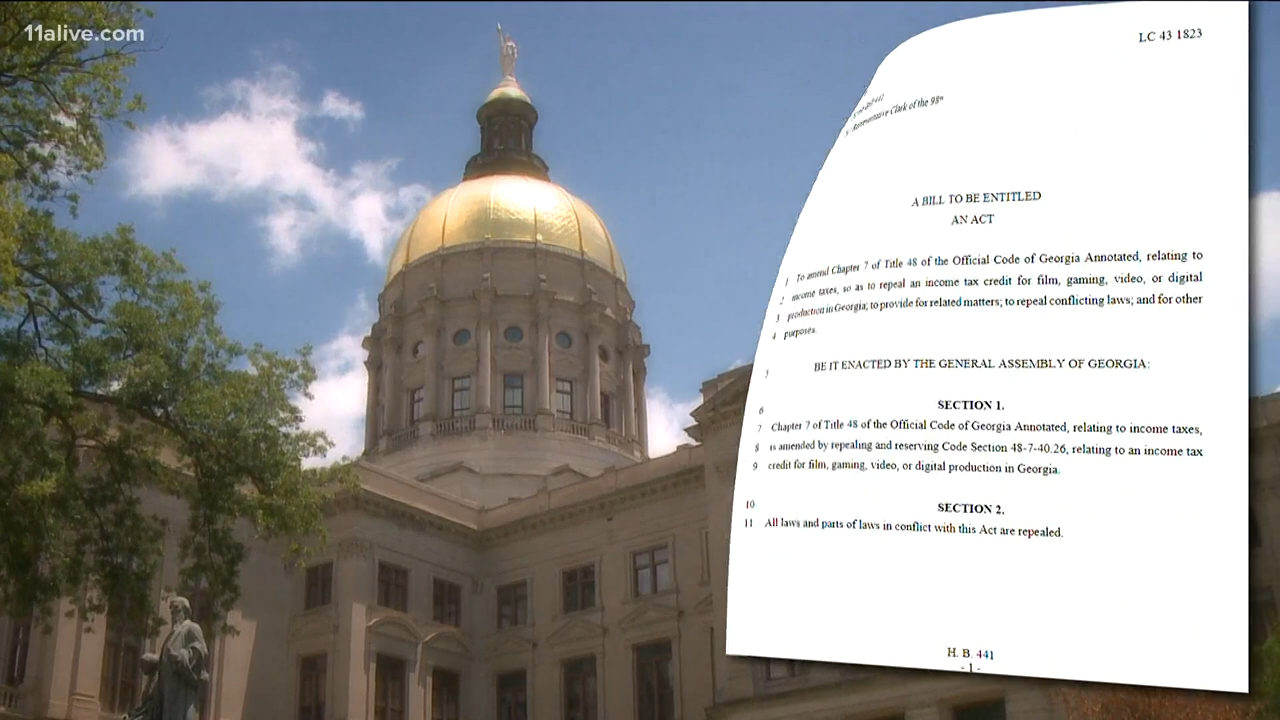 11alive.com
LC 43 1823
Representative Clark of the 98th
A BILL TO BE ENTITLED
AN ACT
1 To amend Chapter 7 of Title 48 of the Official Code of Georgia Annotated, relating to
2 income taxes, so as to repeal an income tax credit for film, gaming, video, or digital
3 production in Georgia; to provide for related matters; to repeal conflicting laws; and for other
4 purposes.
5 BE IT ENACTED BY THE GENERAL ASSEMBLY OF GEORGIA:
6 SECTION 1.
7 Chapter 7 of Title 48 of the Official Code of Georgia Annotated, relating to income taxes,
8 is amended by repealing and reserving Code Section 48-7-40.26, relating to an income tax
9 credit for film, gaming, video, or digital production in Georgia.
10 SECTION 2.
11 All laws and parts of laws in conflict with this Act are repealed.
H. B. 441
- 1 -